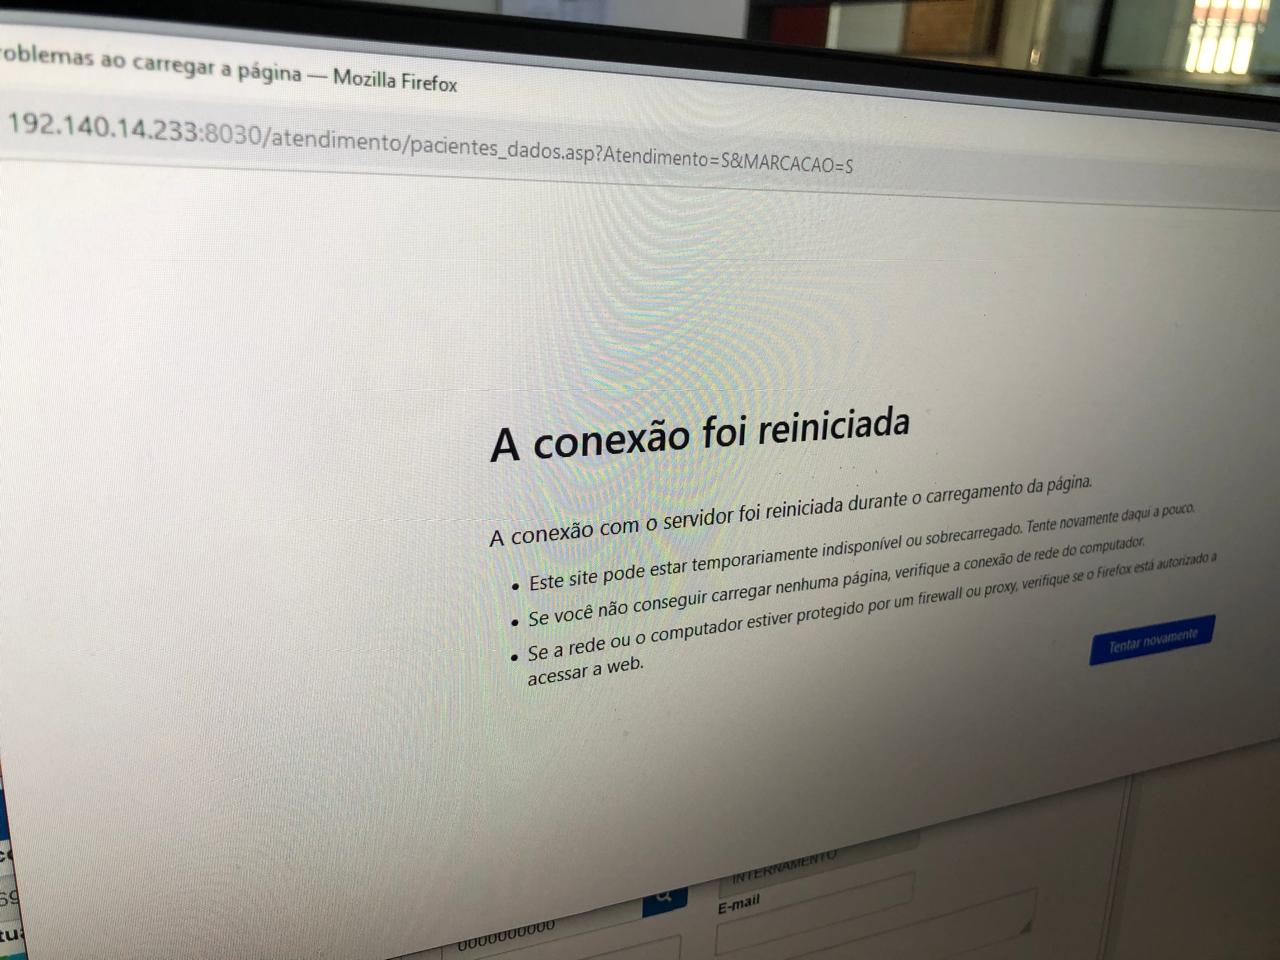 oblemas ao carregar a página — Mozilla Firefox
192.140.14.233:8030/atendimento/pacientes_dados.asp?Atendimento=S&MARCACAO=S
A conexão foi reiniciada
A conexão com o servidor foi reiniciada durante o carregamento da página.
• Este site pode estar temporariamente indisponível ou sobrecarregado. Tente novamente daqui a pouco.
• Se você não conseguir carregar nenhuma página, verifique a conexão de rede do computador.
• Se a rede ou o computador estiver protegido por um firewall ou proxy, verifique se o Firefox está autorizado a
acessar a web.
Tentar novamente
INTERNAMENTO
E-mail
0000000000